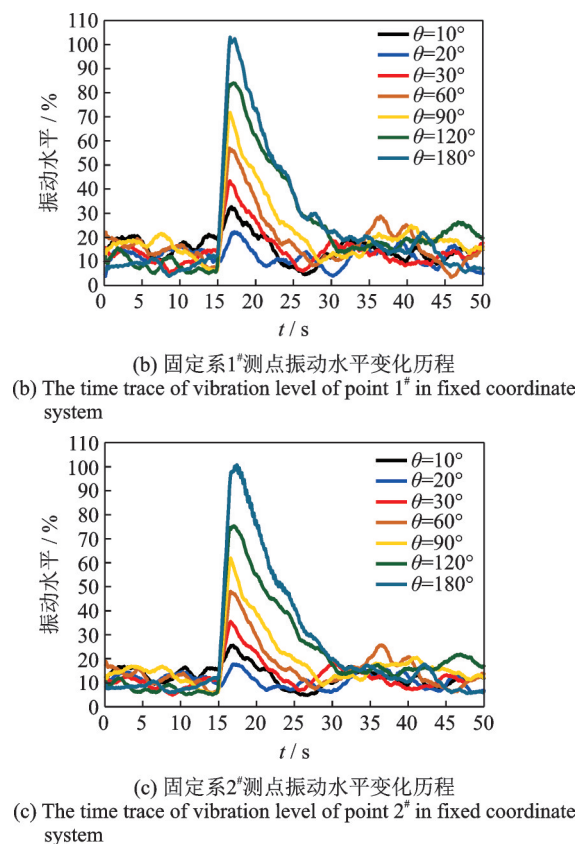 110
100
90
80
70
60
50
40
30
20
10
0
振动水平 / %
θ=10°
θ=20°
θ=30°
θ=60°
θ=90°
θ=120°
θ=180°
0 5 10 15 20 25 30 35 40 45 50
t / s
(b) 固定系1#测点振动水平变化历程
(b) The time trace of vibration level of point 1# in fixed coordinate
system
110
100
90
80
70
60
50
40
30
20
10
0
振动水平 / %
θ=10°
θ=20°
θ=30°
θ=60°
θ=90°
θ=120°
θ=180°
0 5 10 15 20 25 30 35 40 45 50
t / s
(c) 固定系2#测点振动水平变化历程
(c) The time trace of vibration level of point 2# in fixed coordinate
system